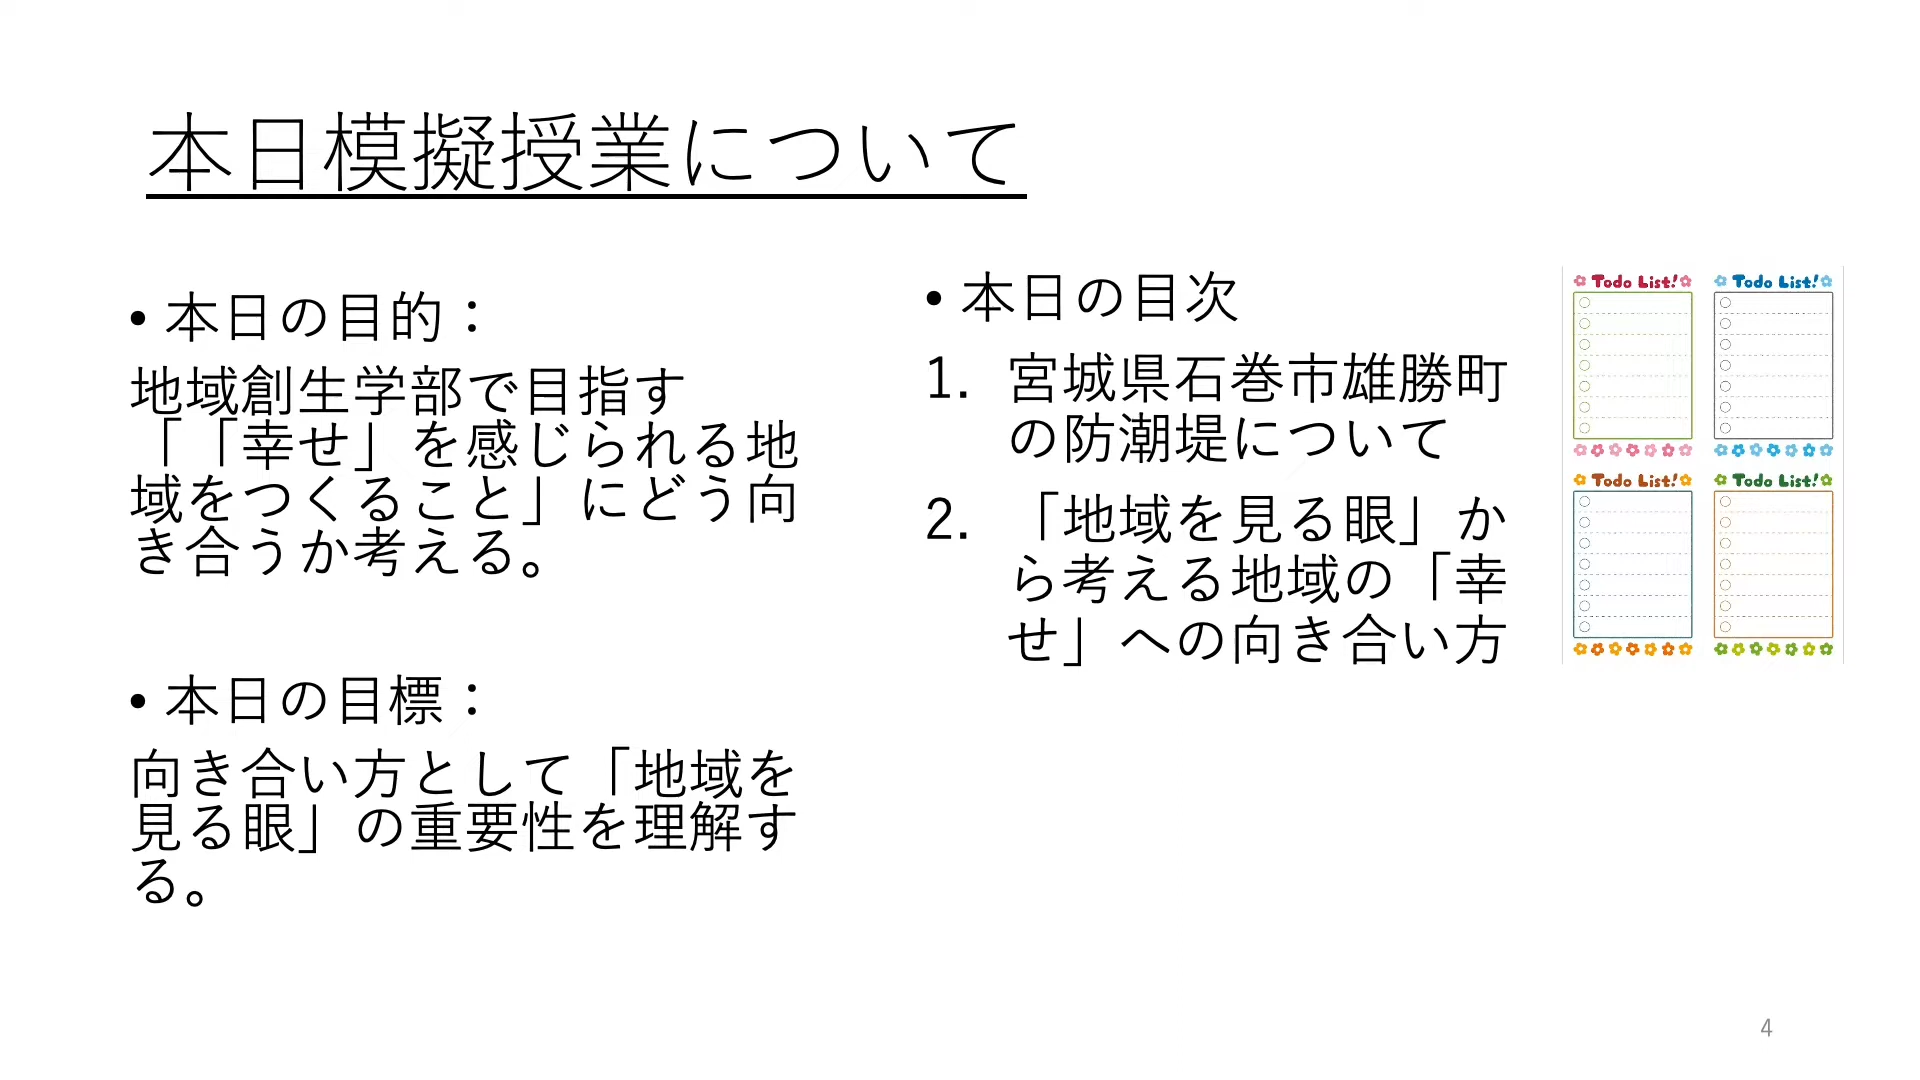 本日模擬授業について
• 本日の目的：
地域創生学部で目指す
「「幸せ」を感じられる地
域をつくること」にどう向
き合うか考える。
• 本日の目標：
向き合い方として「地域を
見る眼」の重要性を理解す
る。
• 本日の目次
1. 宮城県石巻市雄勝町
の防潮堤について
2. 「地域を見る眼」か
ら考える地域の「幸
せ」への向き合い方
Todo List!
Todo List!
Todo List!
Todo List!
4